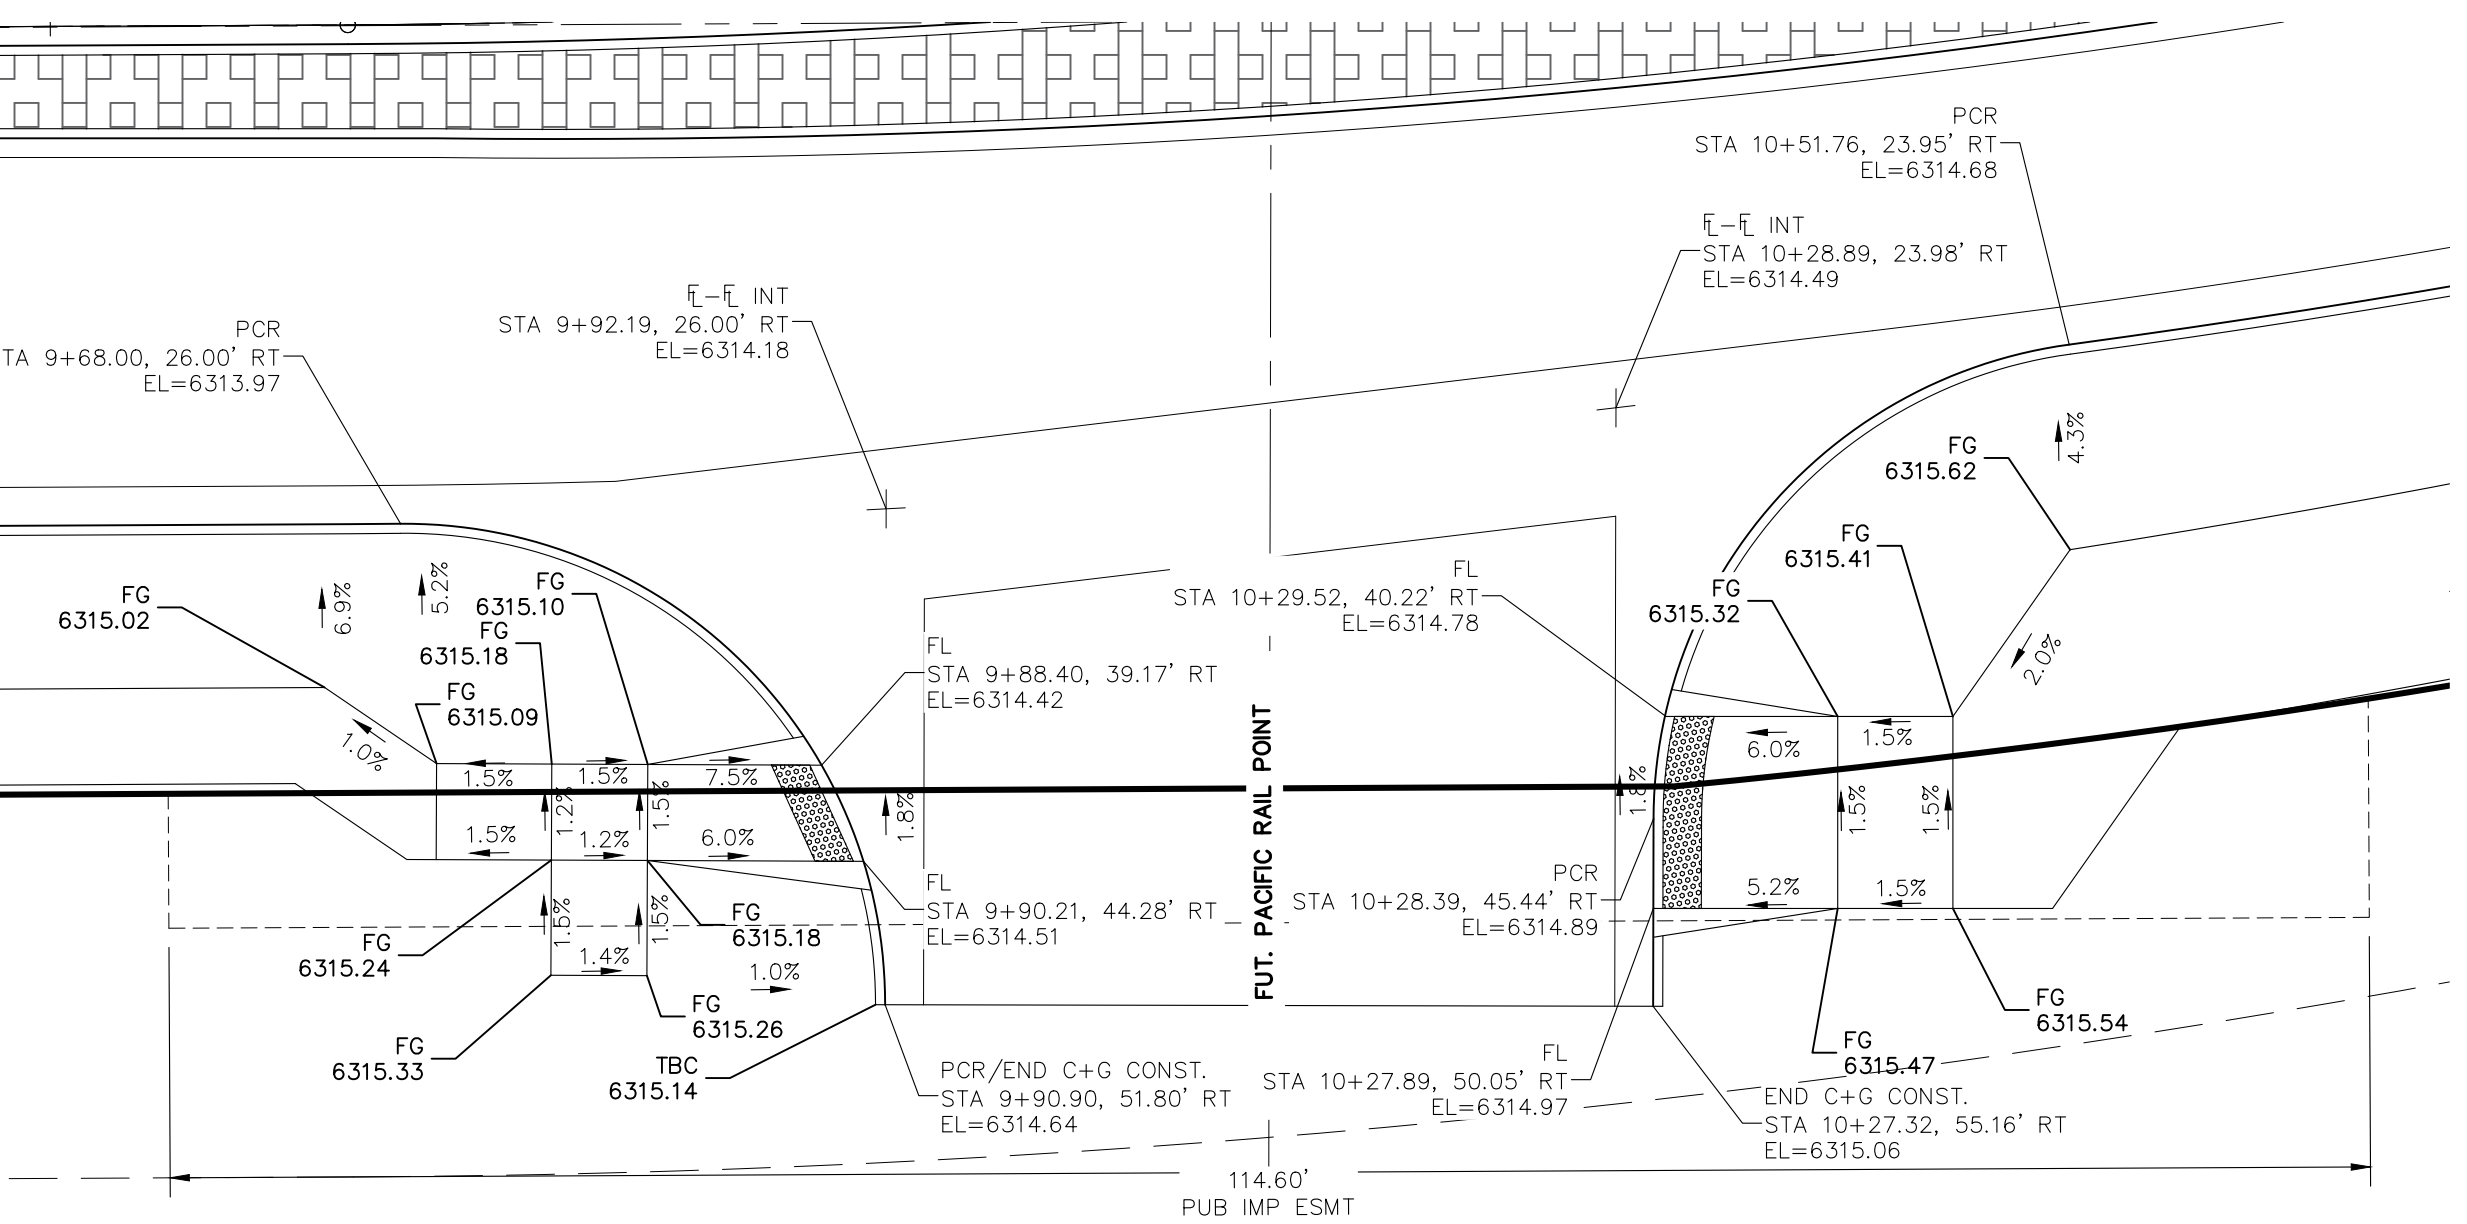 PCR
STA 10+51.76, 23.95' RT
EL=6314.68
FL-FL INT
STA 10+28.89, 23.98' RT
EL=6314.49
FL-FL INT
STA 9+92.19, 26.00' RT
EL=6314.18
PCR
TA 9+68.00, 26.00' RT
EL=6313.97
FG
6315.62
4.3%
FG
6315.41
FG
6315.32
2.0%
FL
STA 10+29.52, 40.22' RT
EL=6314.78
FG
6315.02
6.9%
5.2%
FG
6315.10
FG
6315.18
FG
6315.09
1.0%
FL
STA 9+88.40, 39.17' RT
EL=6314.42
1.5%
1.5%
7.5%
1.2%
1.5%
1.8%
1.5%
1.2%
6.0%
FUT. PACIFIC RAIL POINT
6.0%
1.5%
1.8%
1.5%
1.5%
5.2%
1.5%
FL
STA 9+90.21, 44.28' RT
EL=6314.51
PCR
STA 10+28.39, 45.44' RT
EL=6314.89
1.5%
1.5%
FG
6315.18
FG
6315.24
1.4%
1.0%
FG
6315.26
FG
6315.33
TBC
6315.14
PCR/END C+G CONST.
STA 9+90.90, 51.80' RT
EL=6314.64
FL
STA 10+27.89, 50.05' RT
EL=6314.97
FG
6315.54
FG
6315.47
END C+G CONST.
STA 10+27.32, 55.16' RT
EL=6315.06
114.60'
PUB IMP ESMT